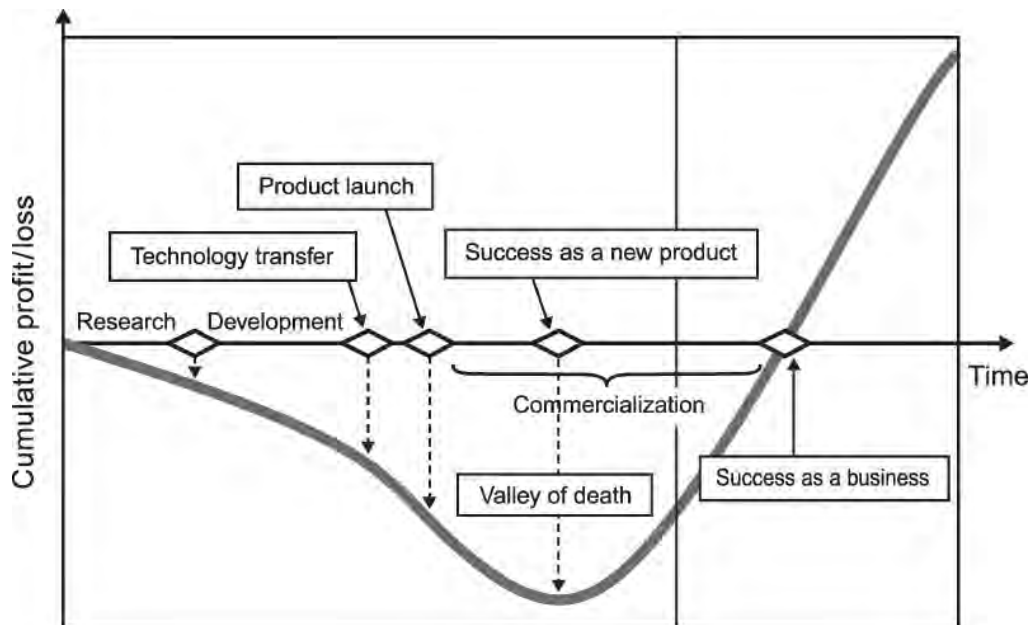 Product launch
Technology transfer
Success as a new product
Research
Development
Time
Commercialization
Cumulative profit/loss
Valley of death
Success as a business